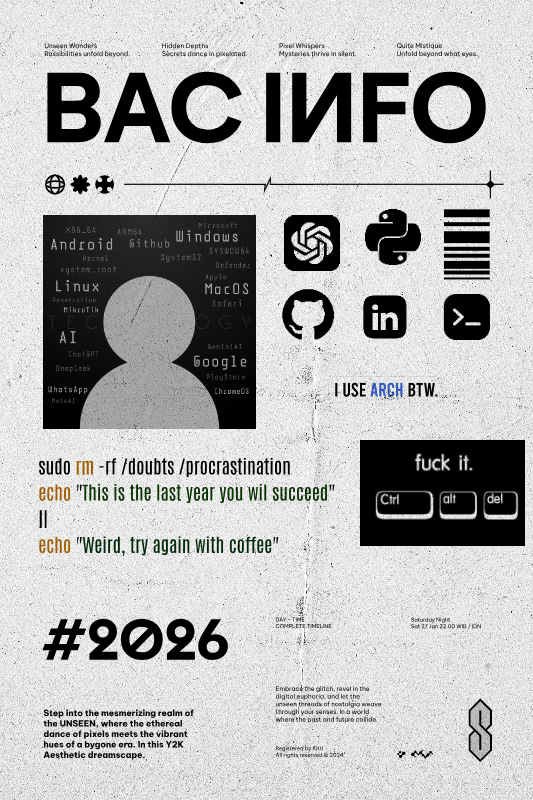 Unseen Wonders
Possibilities unfold beyond.
Hidden Depths
Secrets dance in pixelated.
Pixel Whispers
Mysteries thrive in silent.
Quite Mistique
Unfold beyond what eyes.
BAC IИFO
X86_64
ARM64
Microsoft
Android
Github
Windows
Kernel
System32
SYSWOW64
system_root
Defender
Linux
Apple
MacOS
Penetration
Safari
MikroTik
TEC OGY
AI
ChatGPT
GeminiAI
Google
DeepSeek
PlayStore
WhatsApp
ChromeOS
MetaAI
in
>_
I USE ARCH BTW.
sudo rm -rf /doubts /procrastination
echo "This is the last year you wil succeed"
||
echo "Weird, try again with coffee"
fuck it.
Ctrl
alt
del
#2026
DAY - TIME
COMPLETE TIMELINE
Saturday Night
Sat 27 Jan 22.00 WIB / IDN
Step into the mesmerizing realm of
the UNSEEN, where the ethereal
dance of pixels meets the vibrant
hues of a bygone era. In this Y2K
Aesthetic dreamscape.
Embrace the glitch, revel in the
digital euphoria, and let the
unseen threads of nostalgia weave
through your senses. In a world
where the past and future collide.
Registered by Kitti
All rights reserved @ 2024"